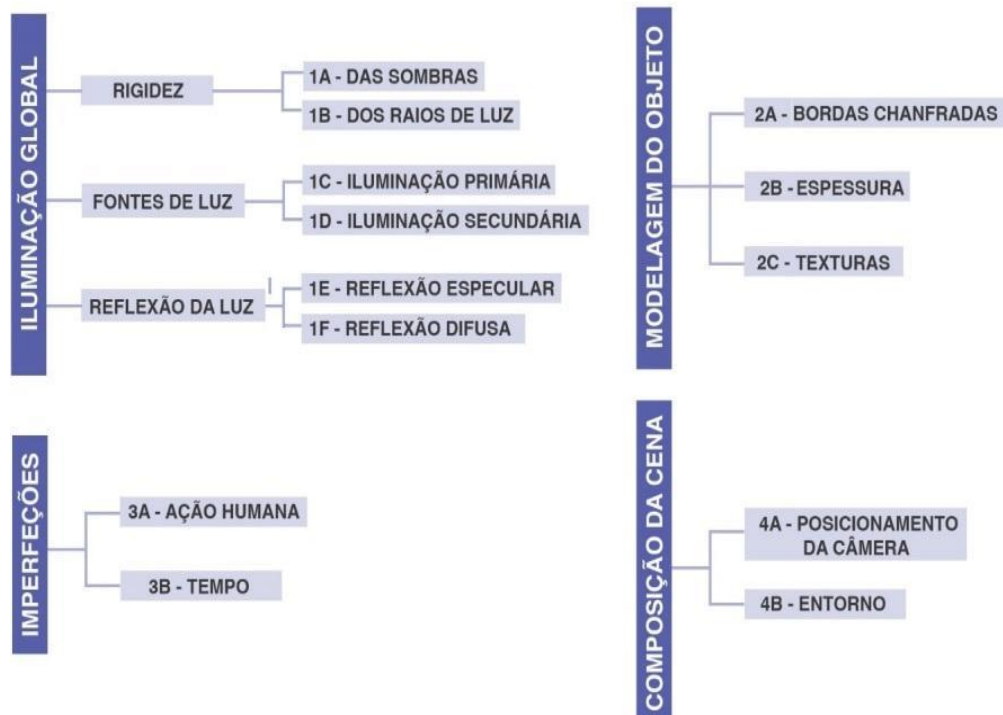 ILUMINAÇÃO GLOBAL
RIGIDEZ
1A - DAS SOMBRAS
1B - DOS RAIOS DE LUZ
FONTES DE LUZ
1C - ILUMINAÇÃO PRIMÁRIA
1D - ILUMINAÇÃO SECUNDÁRIA
REFLEXÃO DA LUZ
1E - REFLEXÃO ESPECULAR
1F - REFLEXÃO DIFUSA
MODELAGEM DO OBJETO
2A - BORDAS CHANFRADAS
2B - ESPESSURA
2C - TEXTURAS
IMPERFEÇÕES
3A - AÇÃO HUMANA
3B - TEMPO
COMPOSIÇÃO DA CENA
4A - POSICIONAMENTO
DA CÂMERA
4B - ENTORNO